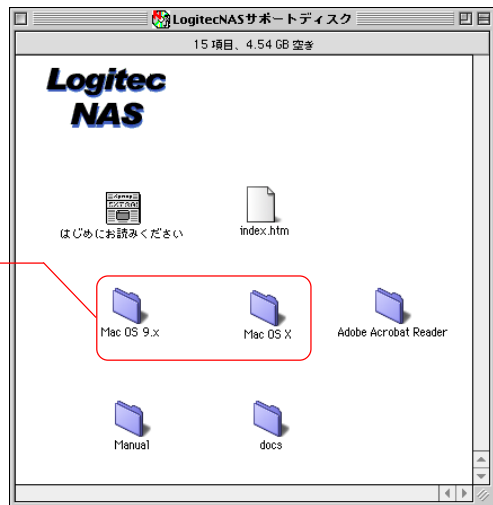 LogitecNASサポートディスク
15 項目、4.54 GB 空き
Logitec
NAS
はじめにお読みください
index.htm
Mac OS 9.x
Mac OS X
Adobe Acrobat Reader
Manual
docs